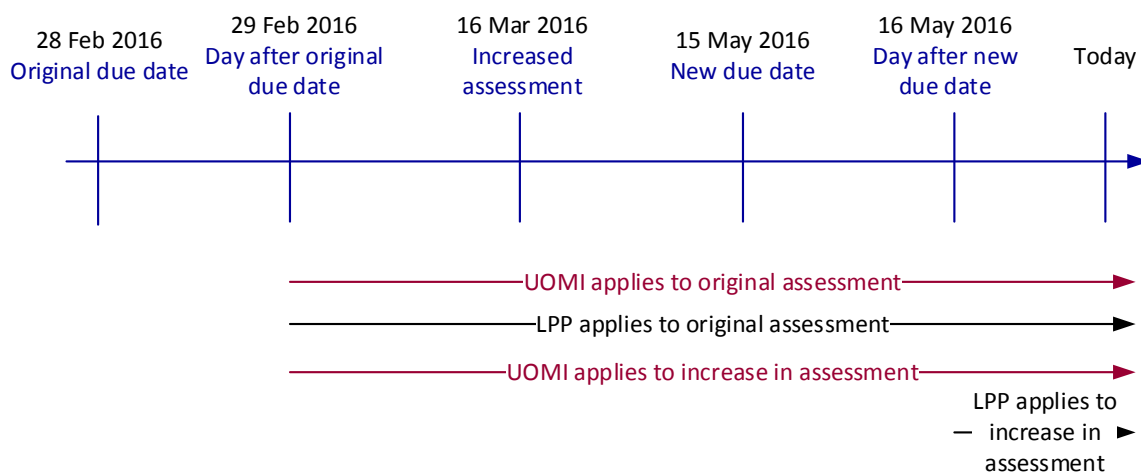 28 Feb 2016
Original due date
29 Feb 2016
Day after original
due date
16 Mar 2016
Increased
assessment
15 May 2016
New due date
16 May 2016
Day after new
due date
Today
UOMI applies to original assessment
LPP applies to original assessment
UOMI applies to increase in assessment
LPP applies to
increase in
assessment